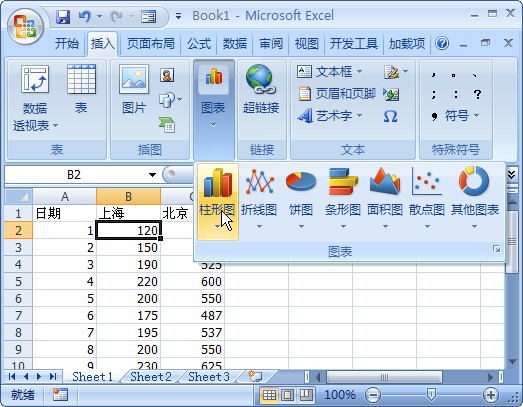 Book1 - Microsoft Excel
开始 插入 页面布局 公式 数据 审阅 视图 开发工具 加载项
数据透视表 表 图片 图表 超链接 文本框 页眉和页脚 艺术字 Ω , 。 、 ; : ? 符号
表 插图 链接 文本 特殊符号
B2
柱形图 折线图 饼图 条形图 面积图 散点图 其他图表
图表
A B C
1 日期 上海 北京
2 1 120
3 2 150
4 3 190 525
5 4 220 600
6 5 200 550
7 6 175 487
8 7 195 537
9 8 200 550
10 9 230 625
Sheet1 Sheet2 Sheet3
就绪 100%